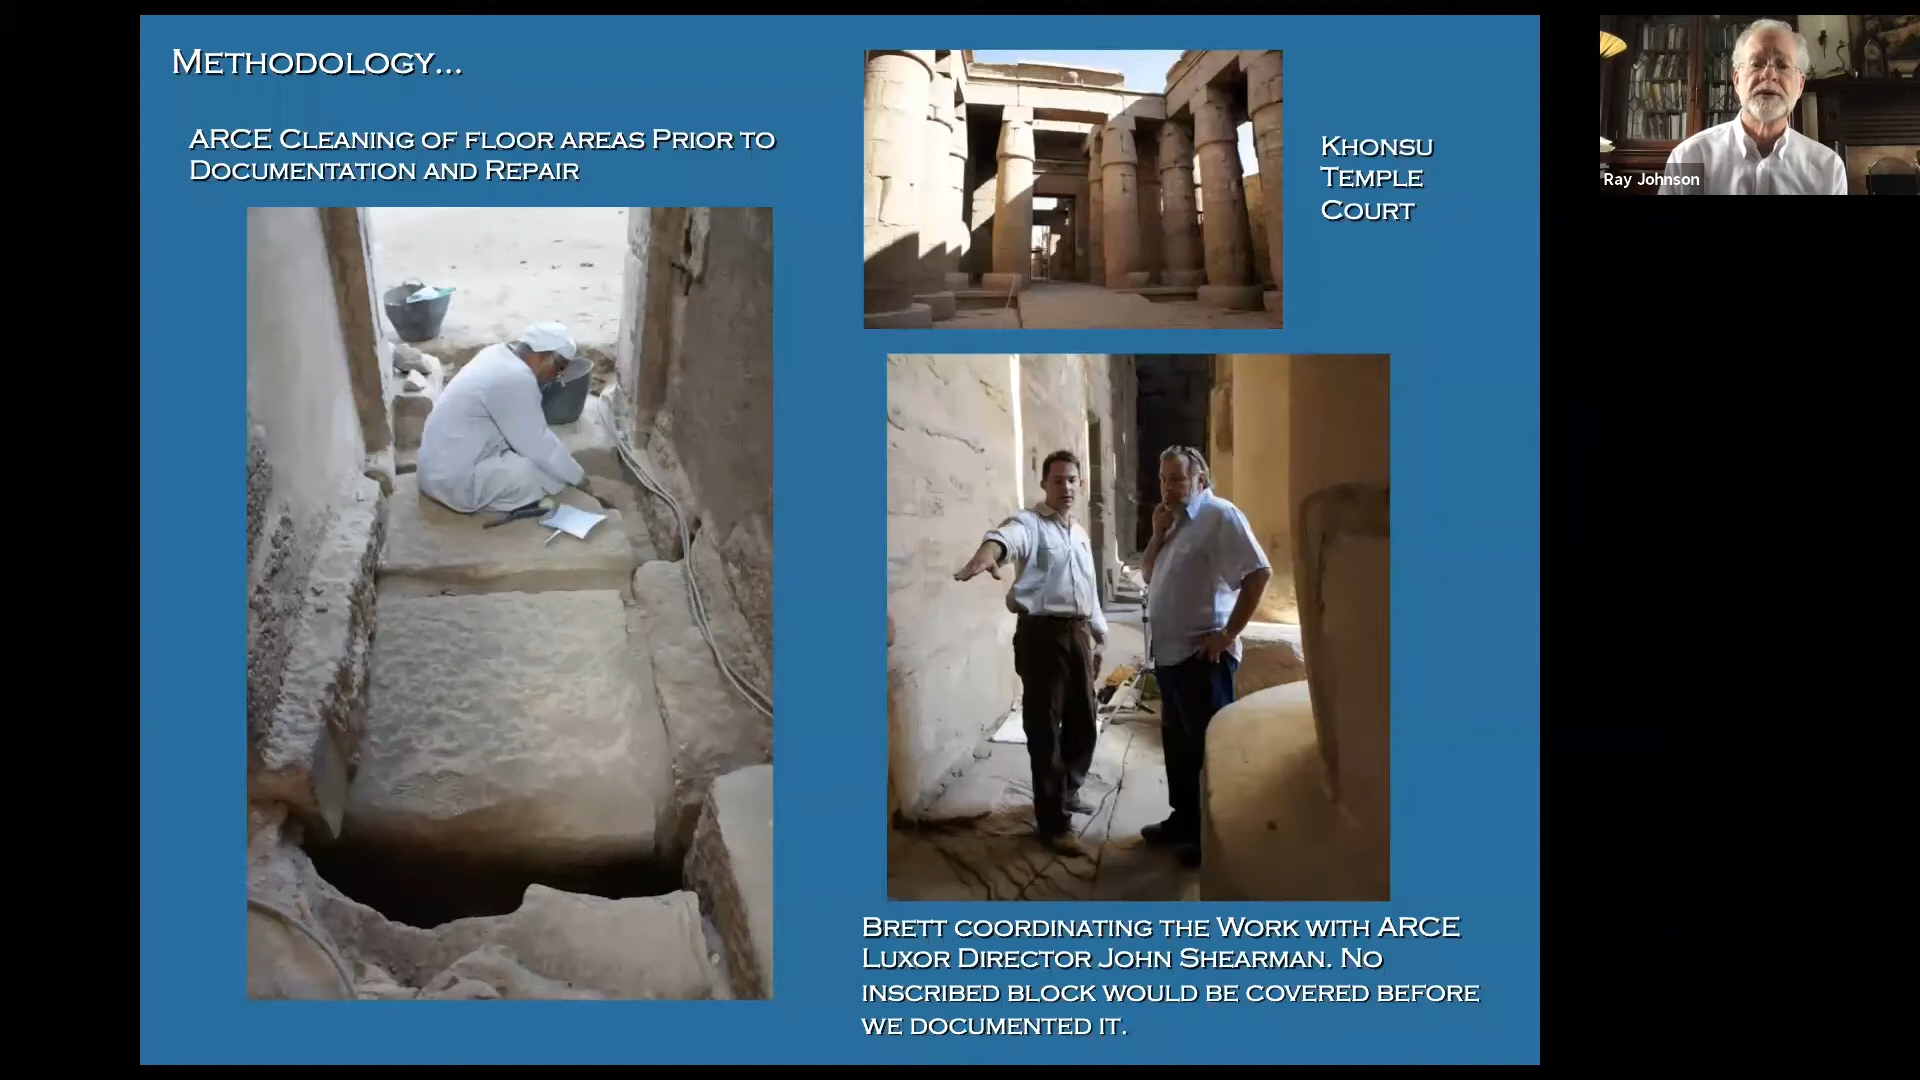 Methodology...
ARCE Cleaning of floor areas Prior to
Documentation and Repair
Khonsu
Temple
Court
Brett coordinating the Work with ARCE
Luxor Director John Shearman. No
inscribed block would be covered before
we documented it.
Ray Johnson